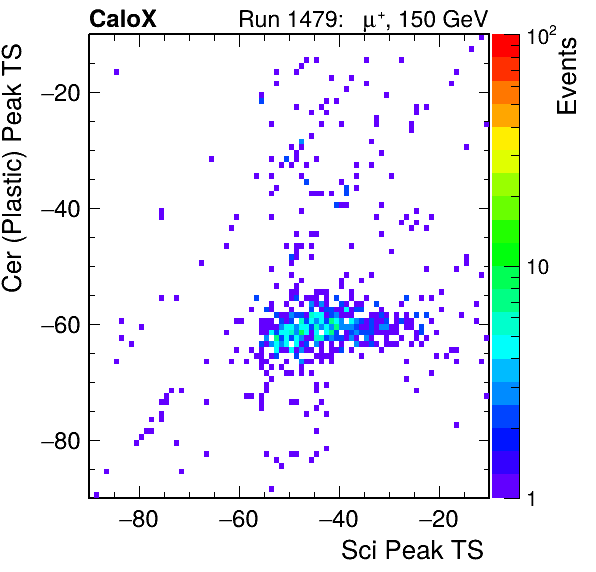 CaloX Run 1479: μ⁺, 150 GeV
Cer (Plastic) Peak TS
−20
−40
−60
−80
−80 −60 −40 −20
Sci Peak TS
Events
10²
10
1